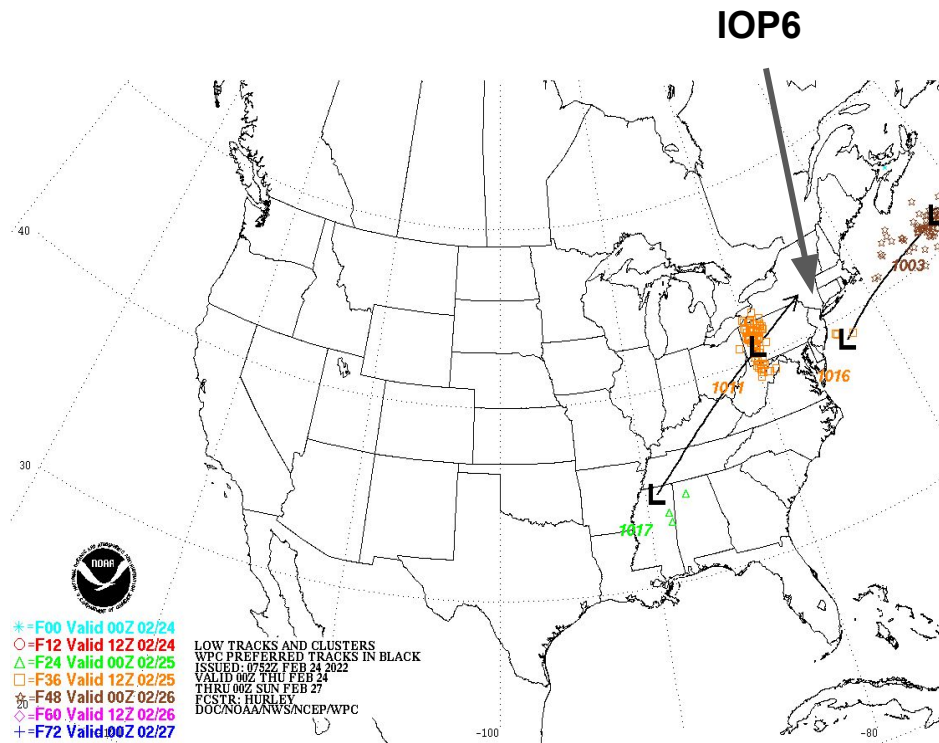 IOP6
40
L
1003
L
L
1011
1016
30
L
1017
NOAA
*=F00 Valid 00Z 02/24
○=F12 Valid 12Z 02/24
△=F24 Valid 00Z 02/25
□=F36 Valid 12Z 02/25
☆=F48 Valid 00Z 02/26
◇=F60 Valid 12Z 02/26
+=F72 Valid 00Z 02/27
LOW TRACKS AND CLUSTERS
WPC PREFERRED TRACKS IN BLACK
ISSUED: 0752Z FEB 24 2022
VALID 00Z THU FEB 24
THRU 00Z SUN FEB 27
FCSTR: HURLEY
DOC/NOAA/NWS/NCEP/WPC
20
-100
-80